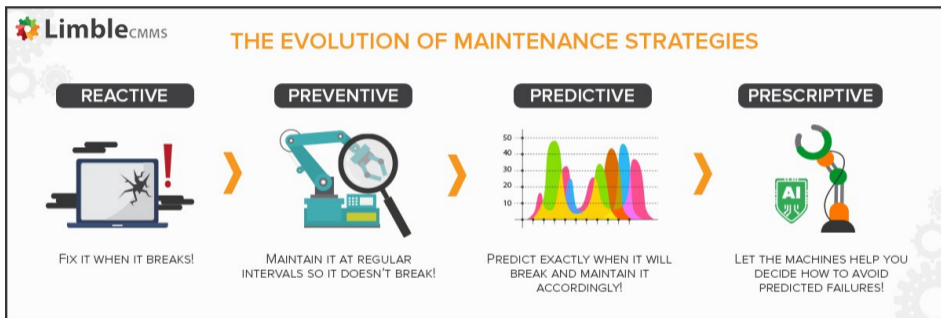 Limble CMMS
THE EVOLUTION OF MAINTENANCE STRATEGIES
REACTIVE
FIX IT WHEN IT BREAKS!
PREVENTIVE
MAINTAIN IT AT REGULAR
INTERVALS SO IT DOESN'T BREAK!
PREDICTIVE
50
40
30
20
10
PREDICT EXACTLY WHEN IT WILL
BREAK AND MAINTAIN IT
ACCORDINGLY!
PRESCRIPTIVE
AI
LET THE MACHINES HELP YOU
DECIDE HOW TO AVOID
PREDICTED FAILURES!